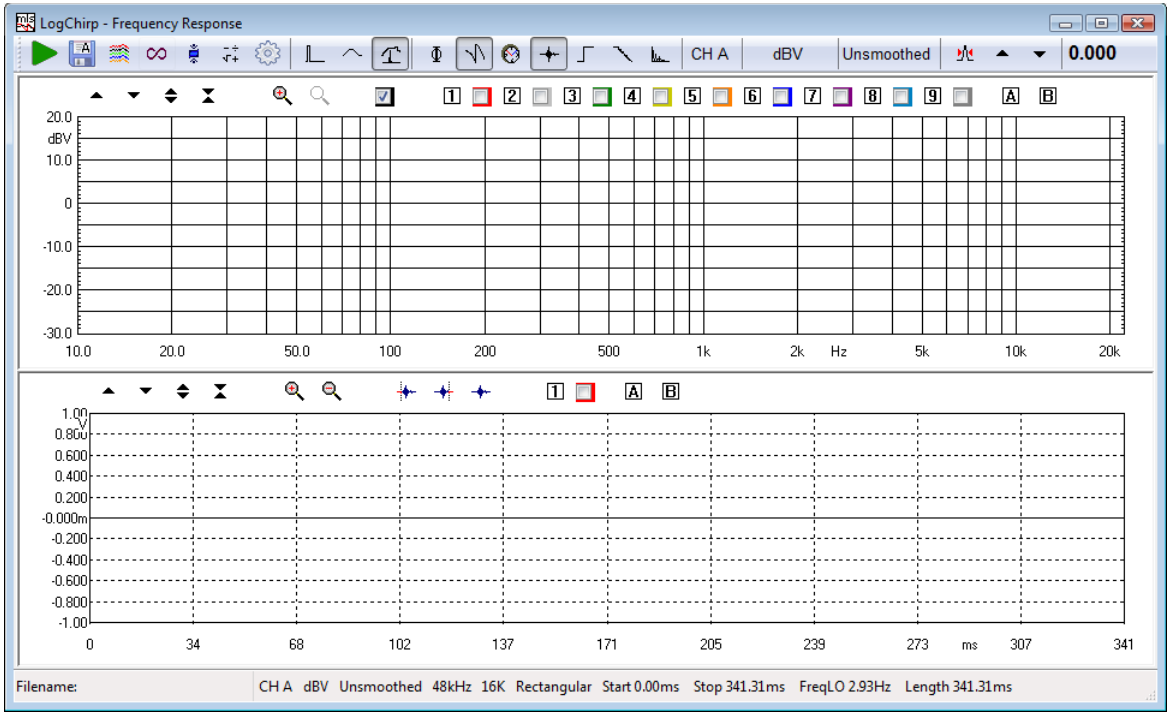 mls LogChirp - Frequency Response
A Φ CH A dBV Unsmoothed 0.000
1 2 3 4 5 6 7 8 9 A B
20.0
dBV
10.0
0
-10.0
-20.0
-30.0
10.0 20.0 50.0 100 200 500 1k 2k Hz 5k 10k 20k
1 A B
1.00
V
0.800
0.600
0.400
0.200
-0.000m
-0.200
-0.400
-0.600
-0.800
-1.00
0 34 68 102 137 171 205 239 273 ms 307 341
Filename: CH A dBV Unsmoothed 48kHz 16K Rectangular Start 0.00ms Stop 341.31ms FreqLO 2.93Hz Length 341.31ms